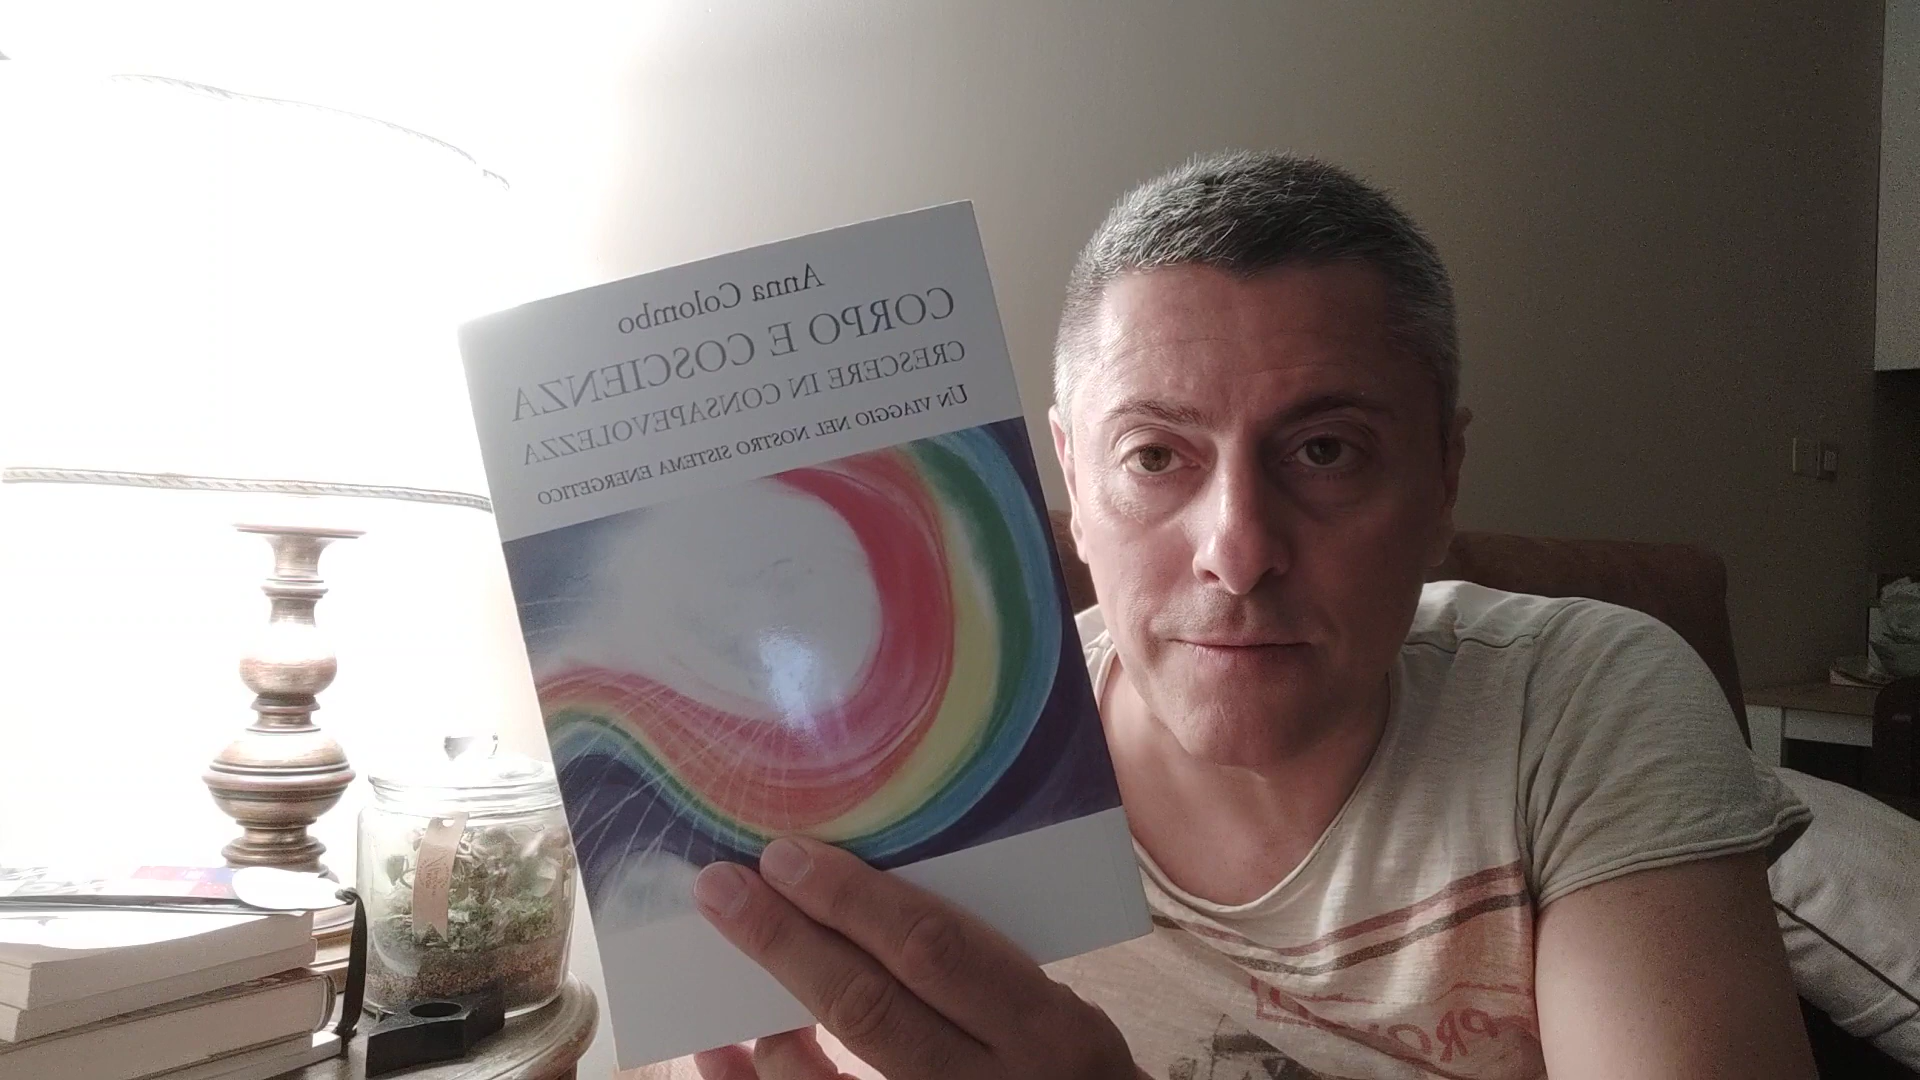 Anna Colombo
CORPO E COSCIENZA
CRESCERE IN CONSAPEVOLEZZA
UN VIAGGIO NEL NOSTRO SISTEMA ENERGETICO